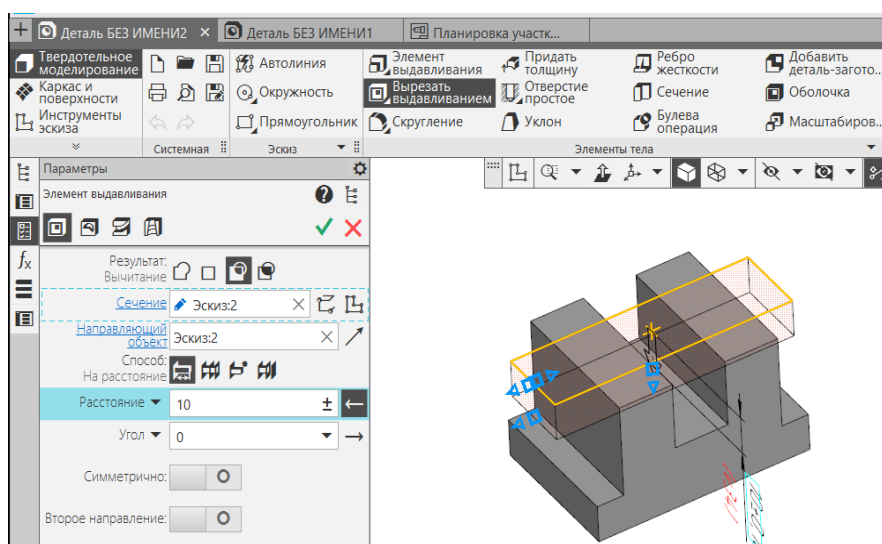 Деталь БЕЗ ИМЕНИ2 ×
Деталь БЕЗ ИМЕНИ1
Планировка участк...
Твердотельное моделирование
Каркас и поверхности
Инструменты эскиза
Системная
Автолиния
Окружность
Прямоугольник
Эскиз
Элемент выдавливания
Вырезать выдавливанием
Скругление
Придать толщину
Отверстие простое
Уклон
Ребро жесткости
Сечение
Булева операция
Добавить деталь-загото...
Оболочка
Масштабиров...
Элементы тела
Параметры
Элемент выдавливания
Результат:
Вычитание
Сечение Эскиз:2
Направляющий объект Эскиз:2
Способ:
На расстояние
Расстояние 10
Угол 0
Симметрично:
Второе направление:
fx